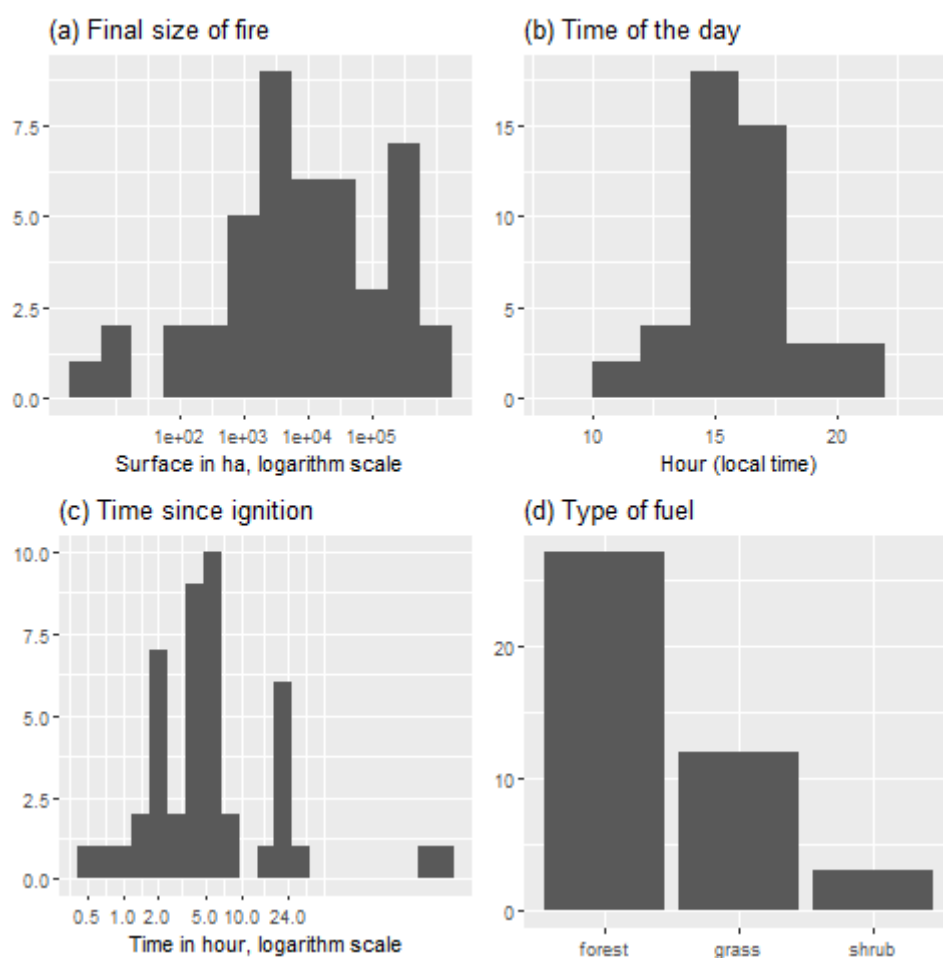 (a) Final size of fire
7.5
5.0
2.5
0.0
1e+02 1e+03 1e+04 1e+05
Surface in ha, logarithm scale
(b) Time of the day
15
10
5
0
10 15 20
Hour (local time)
(c) Time since ignition
10.0
7.5
5.0
2.5
0.0
0.5 1.0 2.0 5.0 10.0 24.0
Time in hour, logarithm scale
(d) Type of fuel
20
10
0
forest grass shrub